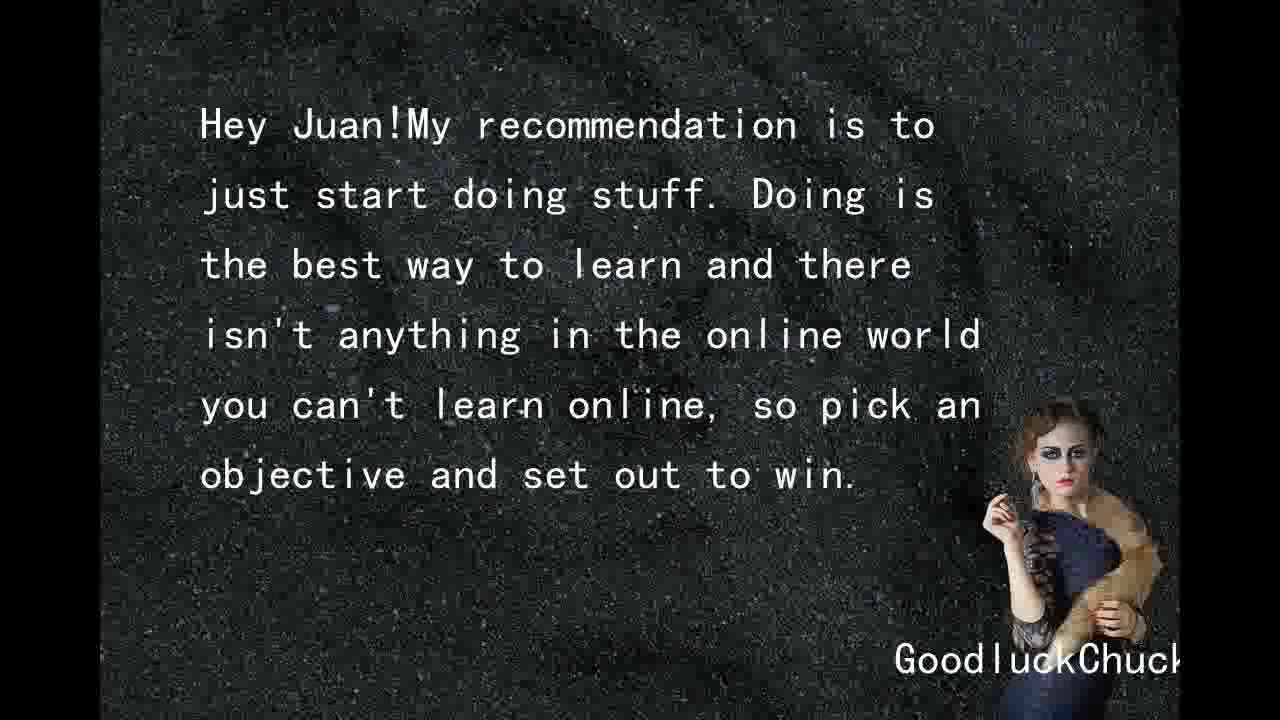 Hey Juan!My recommendation is to
just start doing stuff. Doing is
the best way to learn and there
isn't anything in the online world
you can't learn online, so pick an
objective and set out to win.
GoodluckChuck